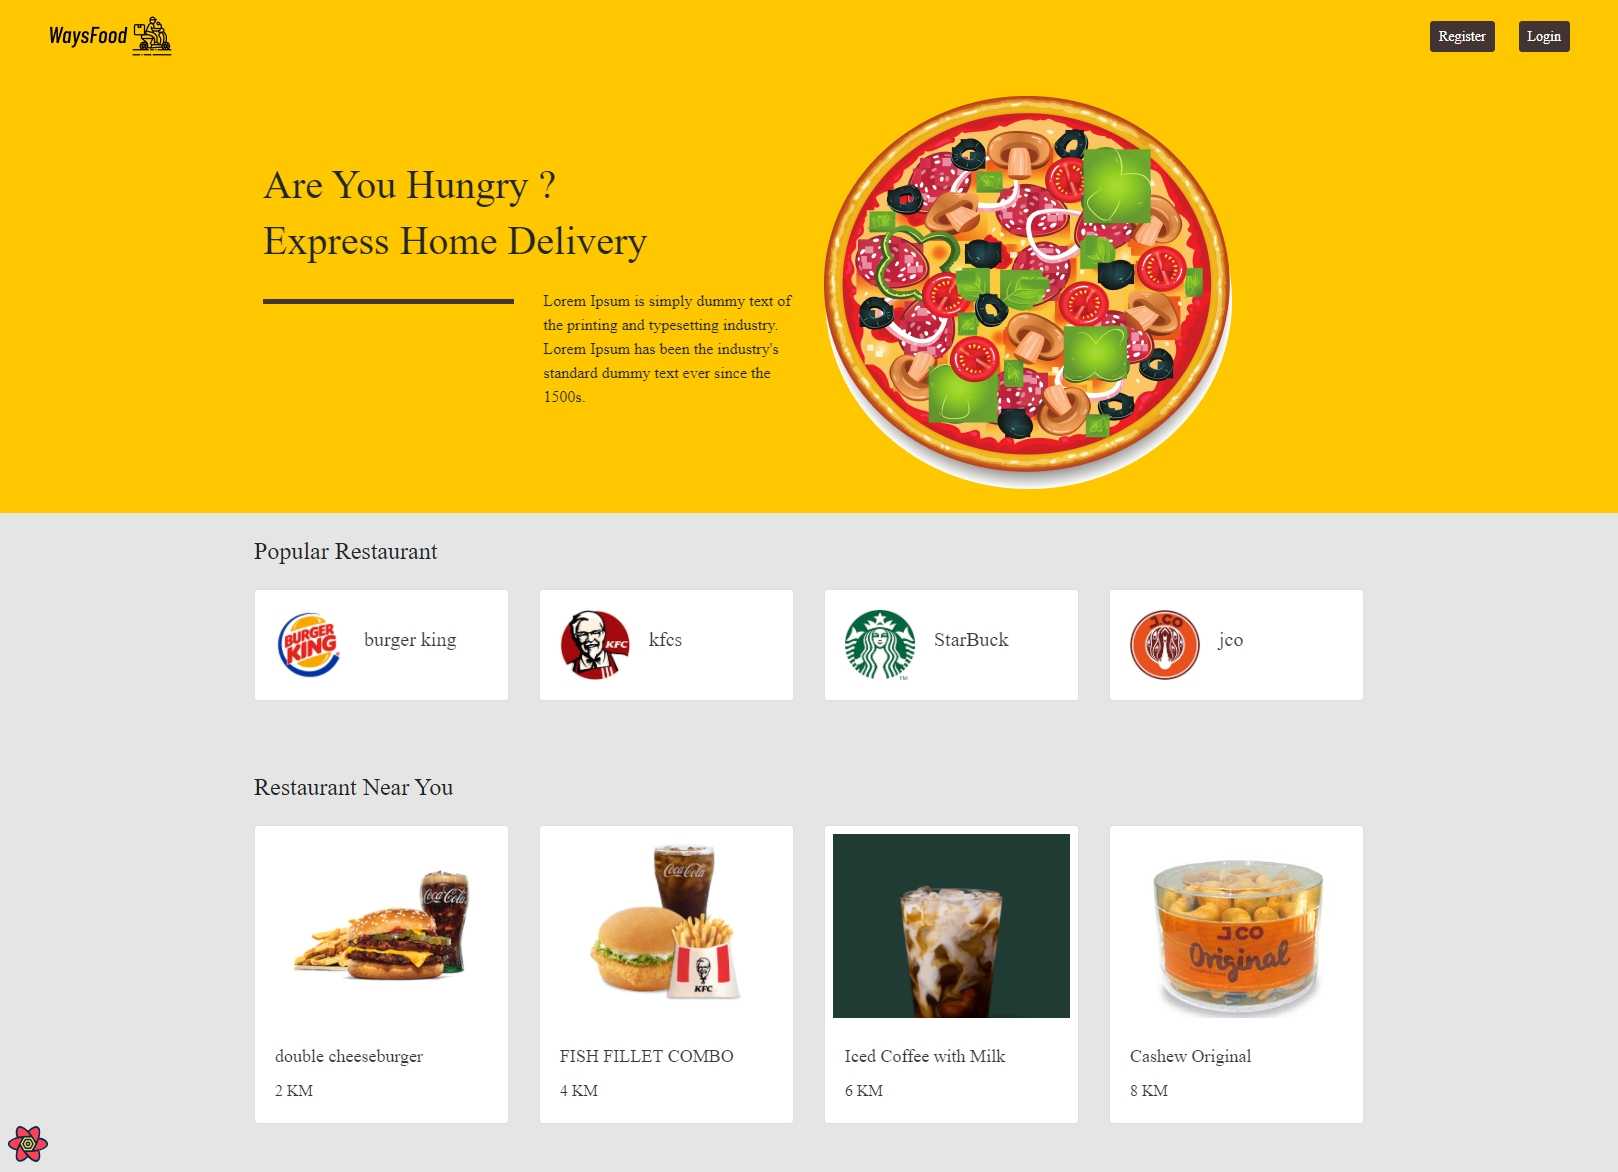 WaysFood
Register
Login
Are You Hungry ?
Express Home Delivery
Lorem Ipsum is simply dummy text of
the printing and typesetting industry.
Lorem Ipsum has been the industry's
standard dummy text ever since the
1500s.
Popular Restaurant
BURGER
KING
burger king
KFC
kfcs
TM
StarBuck
J.CO
jco
Restaurant Near You
Coca-Cola
double cheeseburger
2 KM
Coca-Cola
KFC
FISH FILLET COMBO
4 KM
Iced Coffee with Milk
6 KM
J.CO
Original
Cashew Original
8 KM